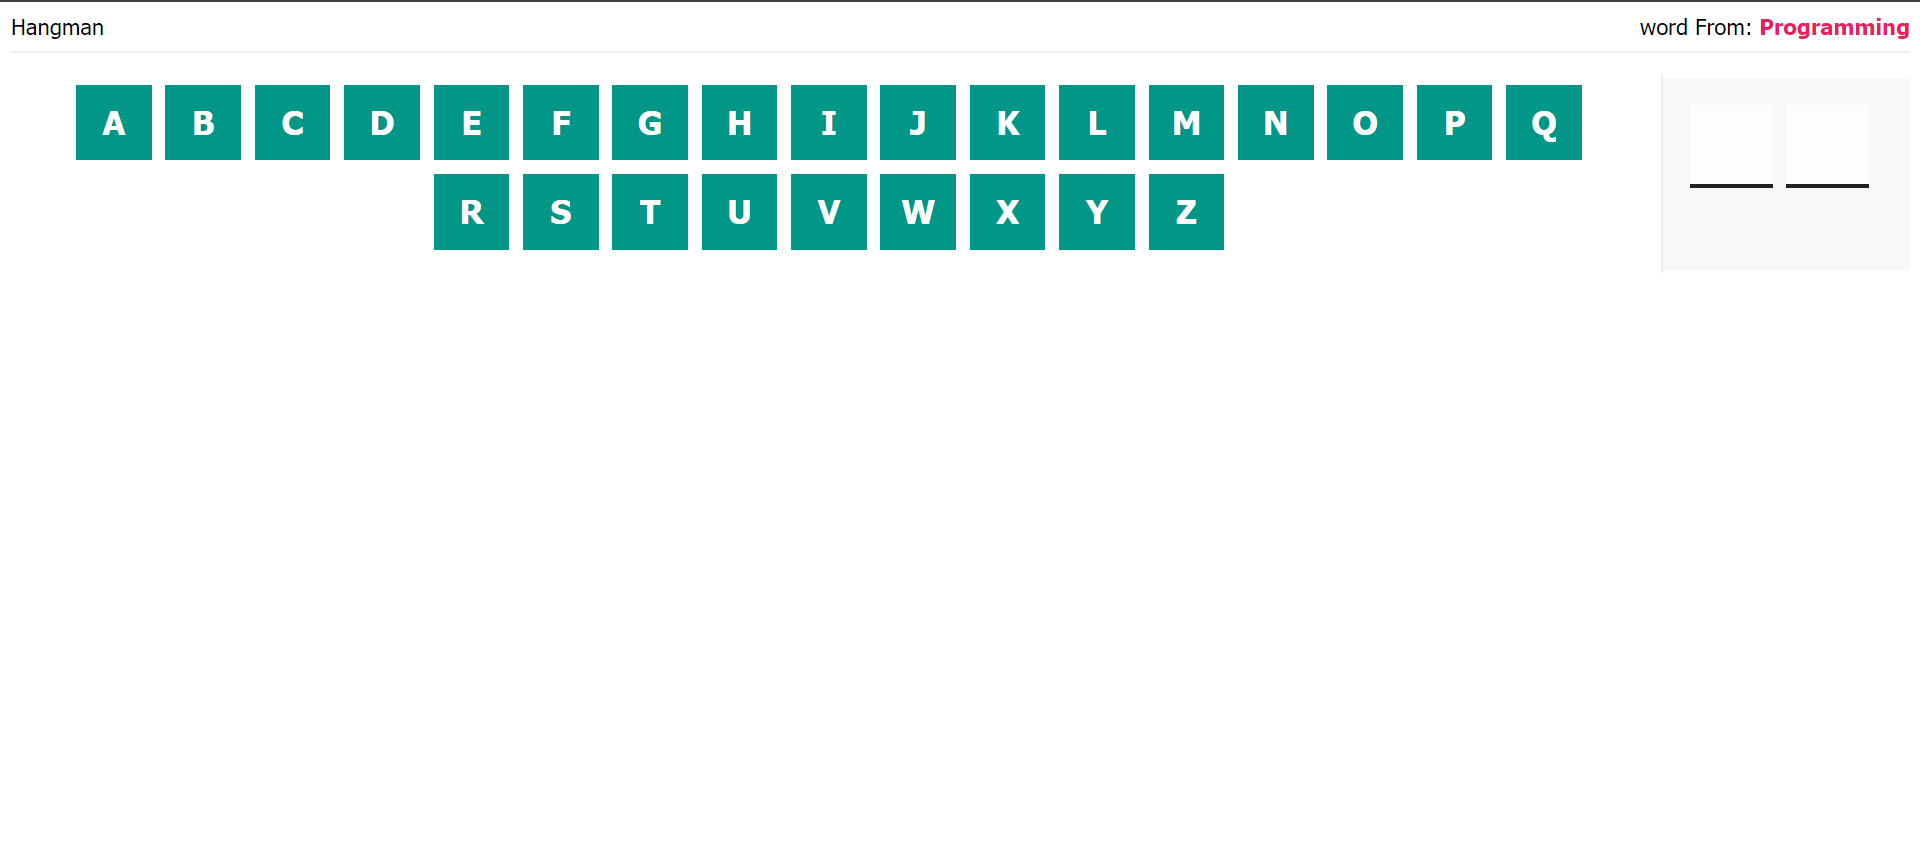 Hangman
word From: Programming
A B C D E F G H I J K L M N O P Q
R S T U V W X Y Z